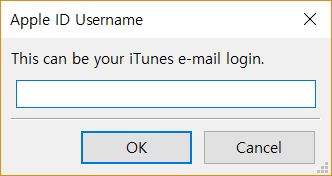 Apple ID Username
This can be your iTunes e-mail login.
OK
Cancel